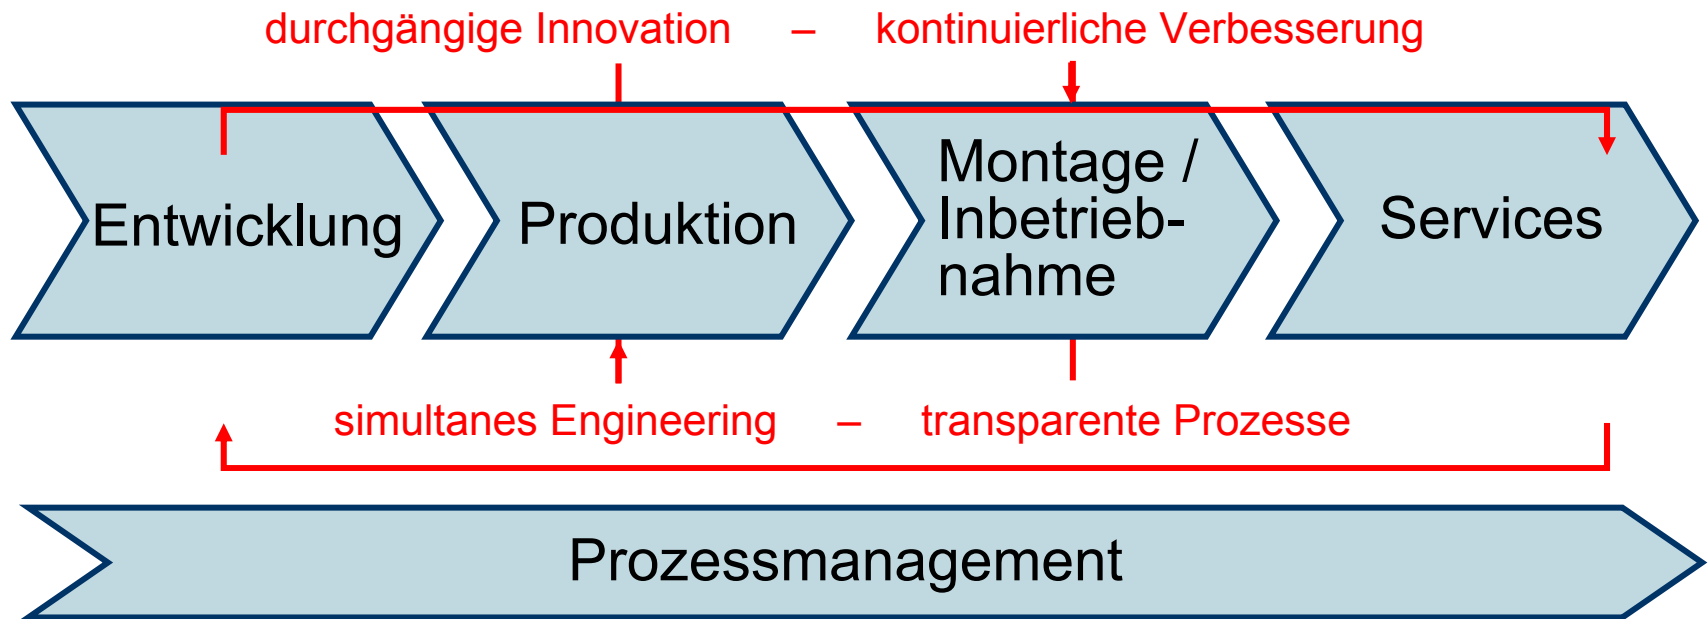 durchgängige Innovation – kontinuierliche Verbesserung
Entwicklung
Produktion
Montage /
Inbetrieb-
nahme
Services
simultanes Engineering – transparente Prozesse
Prozessmanagement